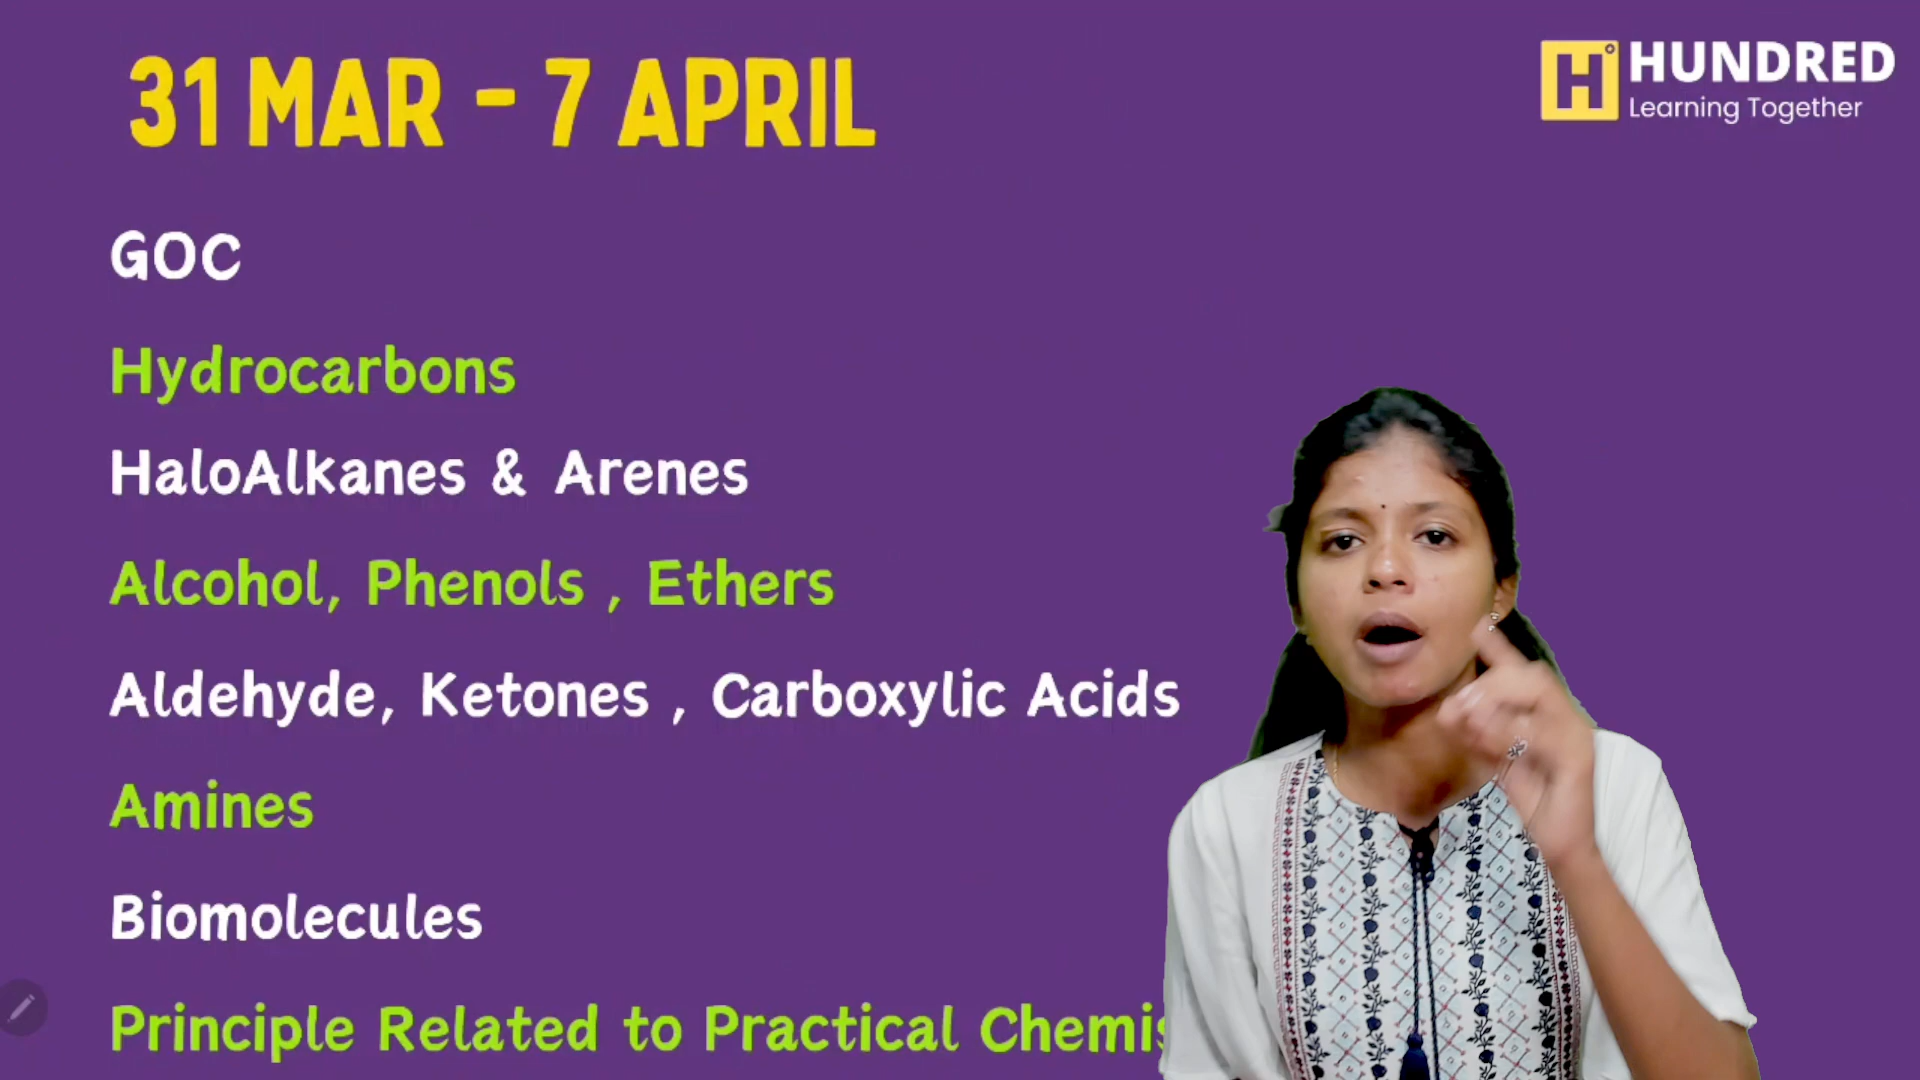 31 MAR - 7 APRIL
H HUNDRED
Learning Together
GOC
Hydrocarbons
HaloAlkanes & Arenes
Alcohol, Phenols , Ethers
Aldehyde, Ketones , Carboxylic Acids
Amines
Biomolecules
Principle Related to Practical